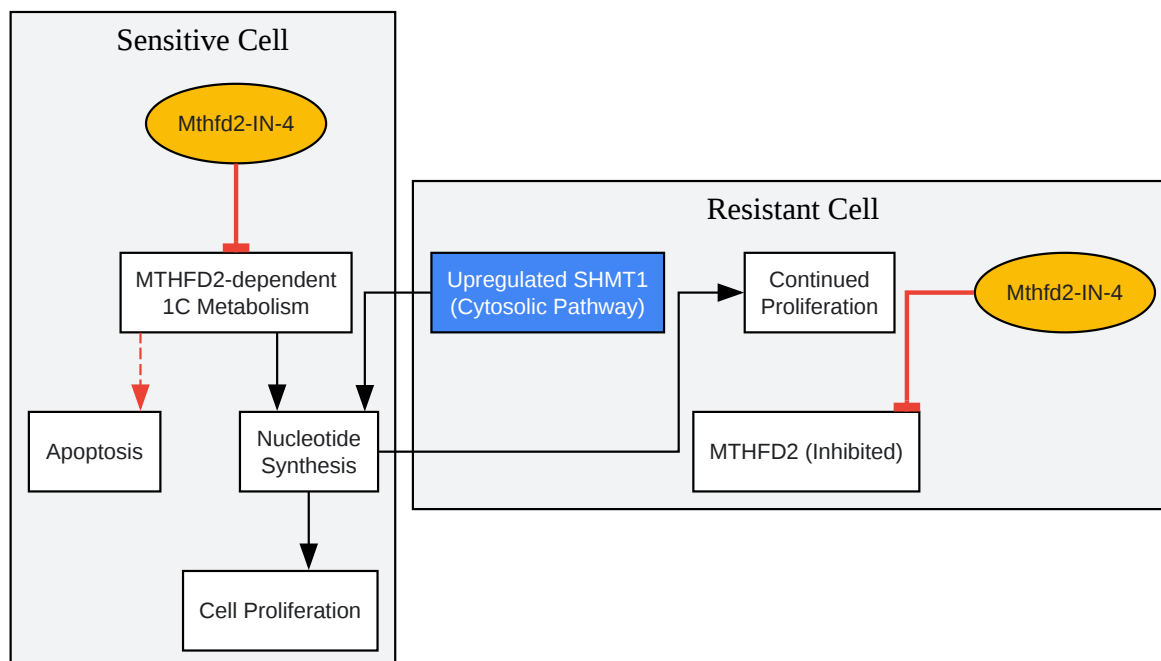 Sensitive Cell
Mthfd2-IN-4
MTHFD2-dependent
1C Metabolism
Apoptosis
Nucleotide
Synthesis
Cell Proliferation
Resistant Cell
Upregulated SHMT1
(Cytosolic Pathway)
Continued
Proliferation
Mthfd2-IN-4
MTHFD2 (Inhibited)